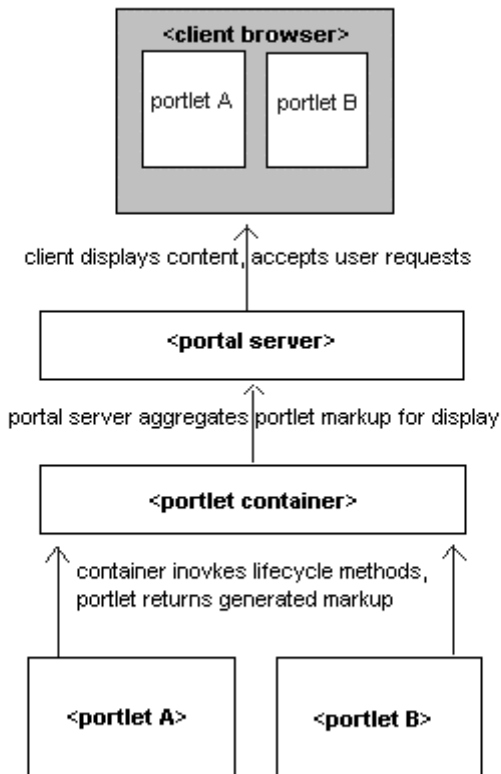 <client browser>
portlet A
portlet B
client displays content, accepts user requests
<portal server>
portal server aggregates portlet markup for display
<portlet container>
container inovkes lifecycle methods,
portlet returns generated markup
<portlet A>
<portlet B>